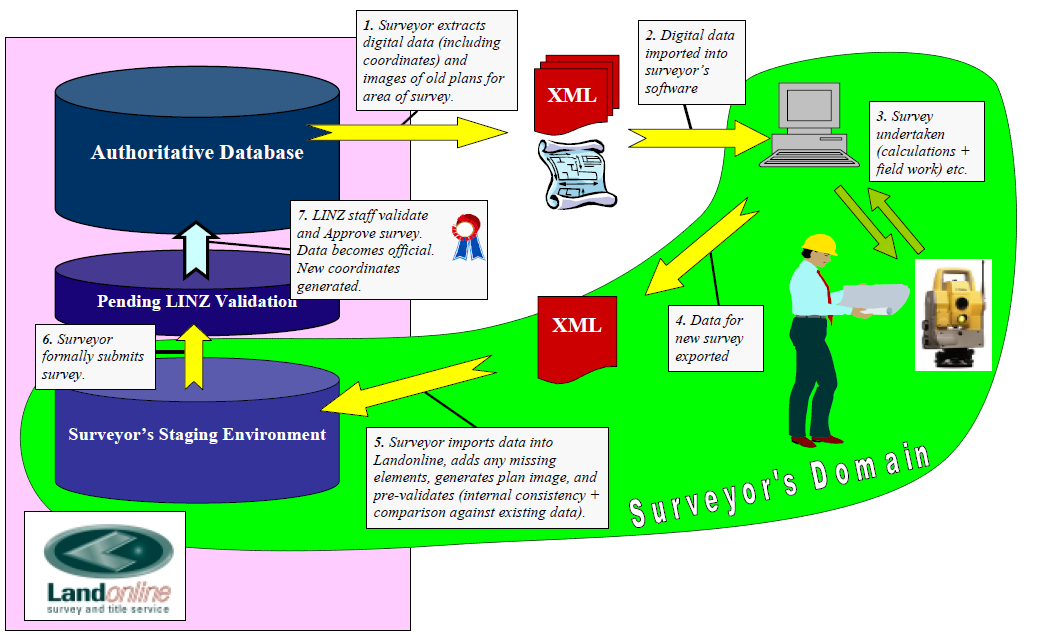 1. Surveyor extracts
digital data (including
coordinates) and
images of old plans for
area of survey.
2. Digital data
imported into
surveyor's
software
XML
3. Survey
undertaken
(calculations +
field work) etc.
Authoritative Database
7. LINZ staff validate
and Approve survey.
Data becomes official.
New coordinates
generated.
Pending LINZ Validation
XML
4. Data for
new survey
exported
6. Surveyor
formally submits
survey.
Surveyor's Staging Environment
5. Surveyor imports data into
Landonline, adds any missing
elements, generates plan image, and
pre-validates (internal consistency +
comparison against existing data).
Surveyor's Domain
Landonline
survey and title service